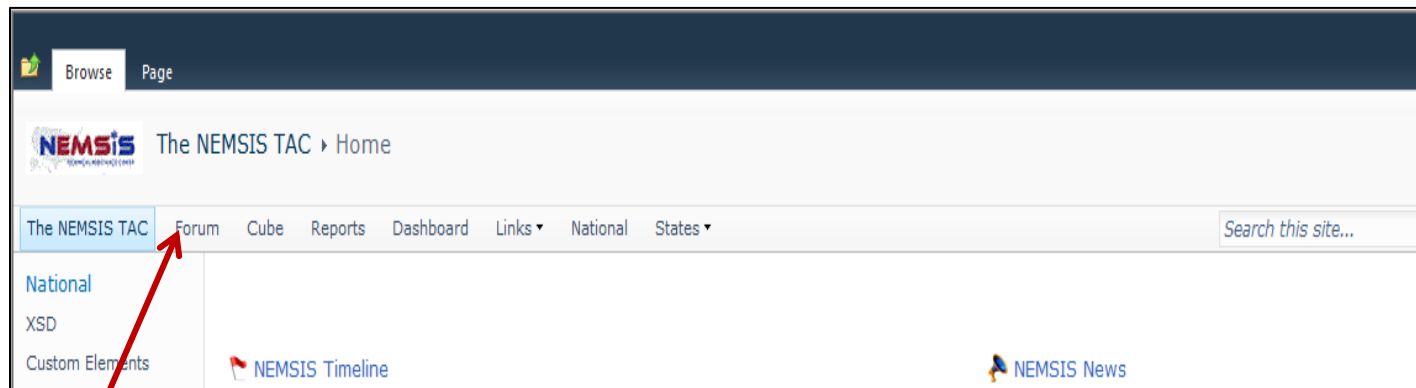 Browse Page
NEMSIS The NEMSIS TAC ▸ Home
The NEMSIS TAC Forum Cube Reports Dashboard Links ▾ National States ▾ Search this site...
National
XSD
Custom Elements
NEMSIS Timeline NEMSIS News